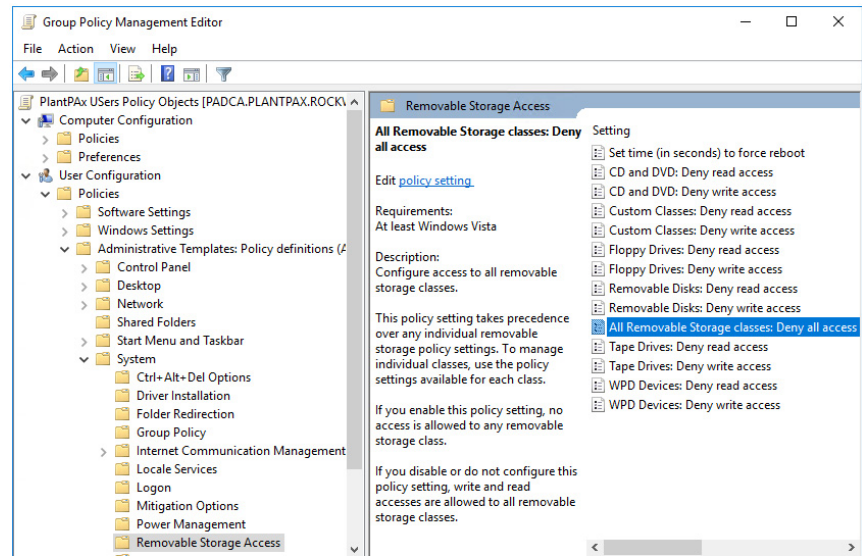 Group Policy Management Editor
File Action View Help
PlantPAx USers Policy Objects [PADCA.PLANTPAX.ROCKV
Computer Configuration
Policies
Preferences
User Configuration
Policies
Software Settings
Windows Settings
Administrative Templates: Policy definitions (A
Control Panel
Desktop
Network
Shared Folders
Start Menu and Taskbar
System
Ctrl+Alt+Del Options
Driver Installation
Folder Redirection
Group Policy
Internet Communication Management
Locale Services
Logon
Mitigation Options
Power Management
Removable Storage Access
Removable Storage Access
All Removable Storage classes: Deny
all access
Edit policy setting
Requirements:
At least Windows Vista
Description:
Configure access to all removable
storage classes.
This policy setting takes precedence
over any individual removable
storage policy settings. To manage
individual classes, use the policy
settings available for each class.
If you enable this policy setting, no
access is allowed to any removable
storage class.
If you disable or do not configure this
policy setting, write and read
accesses are allowed to all removable
storage classes.
Setting
Set time (in seconds) to force reboot
CD and DVD: Deny read access
CD and DVD: Deny write access
Custom Classes: Deny read access
Custom Classes: Deny write access
Floppy Drives: Deny read access
Floppy Drives: Deny write access
Removable Disks: Deny read access
Removable Disks: Deny write access
All Removable Storage classes: Deny all access
Tape Drives: Deny read access
Tape Drives: Deny write access
WPD Devices: Deny read access
WPD Devices: Deny write access